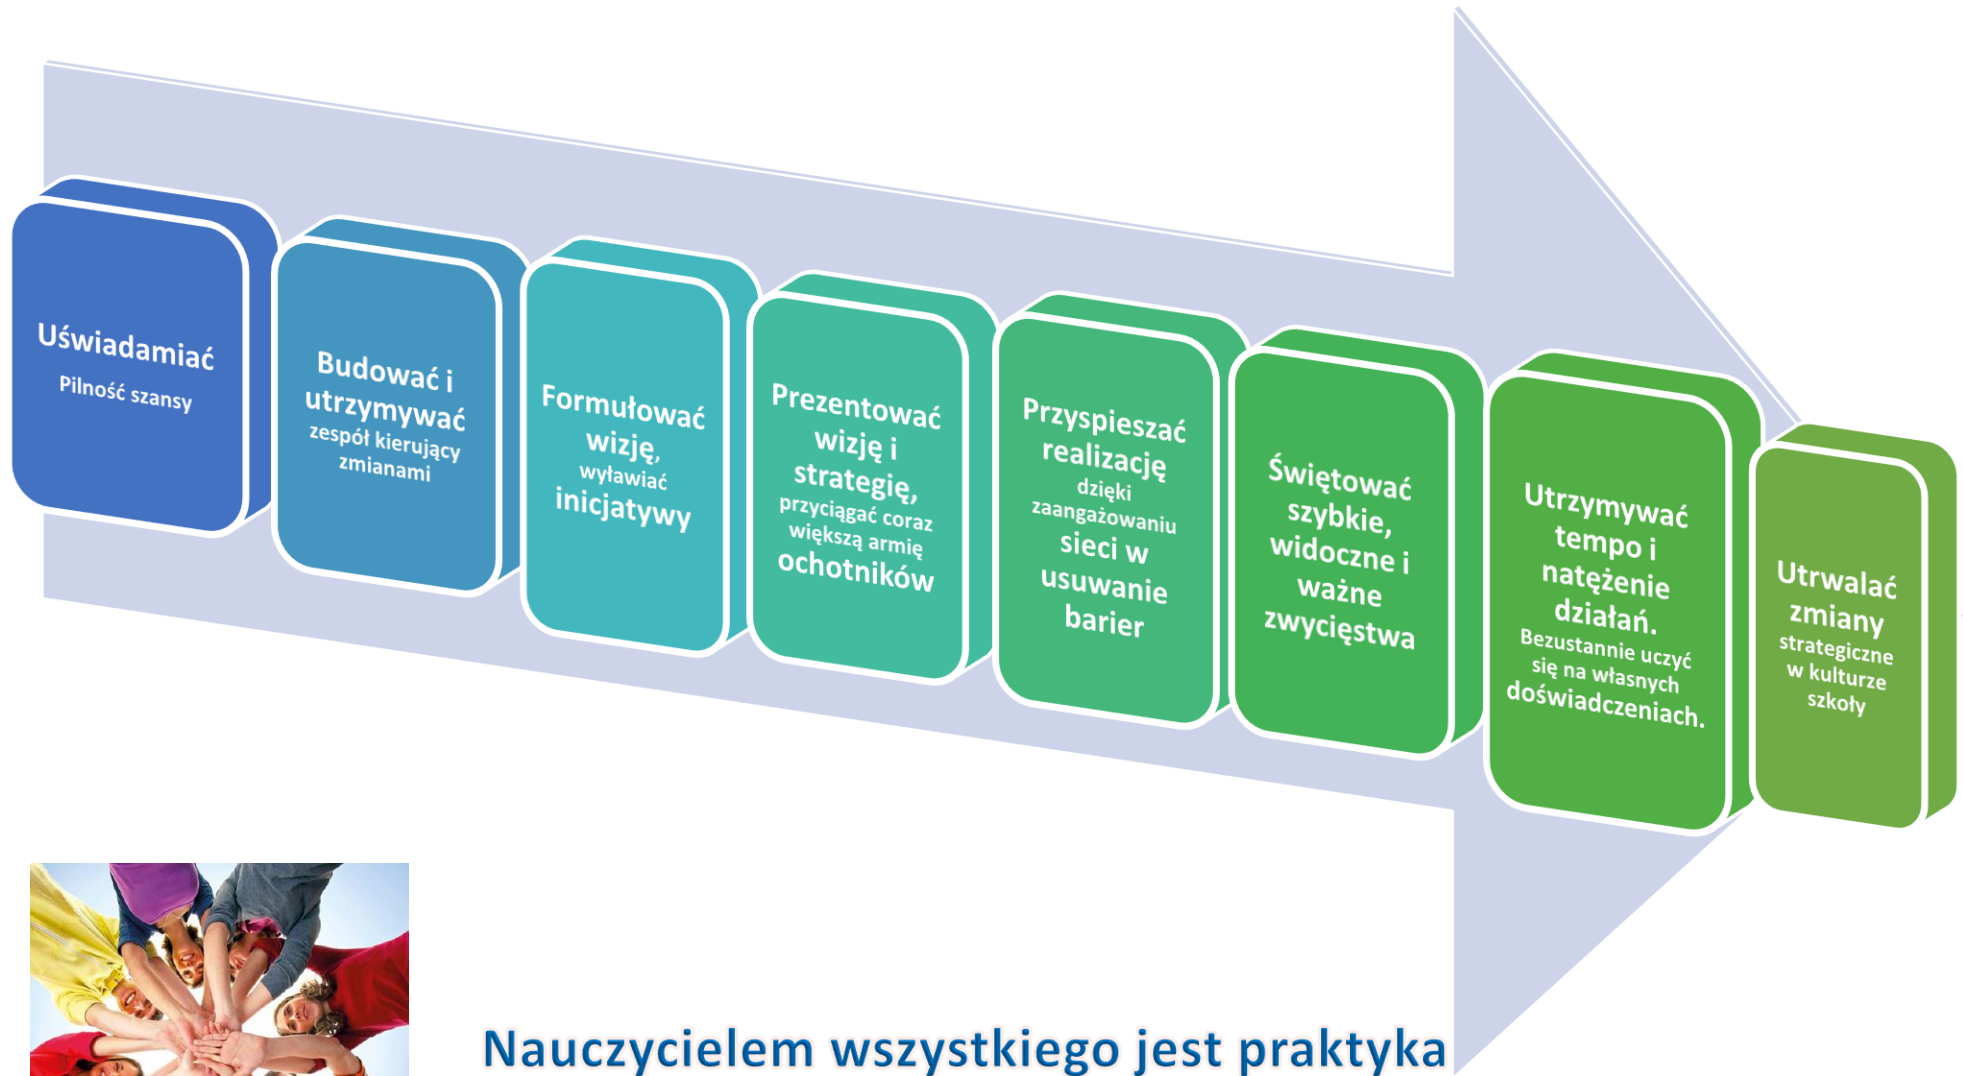 Uświadamiać
Pilność szansy
Budować i
utrzymywać
zespół kierujący
zmianami
Formułować
wizję,
wyławiać
inicjatywy
Prezentować
wizję i
strategię,
przyciągać coraz
większą armię
ochotników
Przyspieszać
realizację
dzięki
zaangażowaniu
sieci w
usuwanie
barier
Świętować
szybkie,
widoczne i
ważne
zwycięstwa
Utrzymywać
tempo i
natężenie
działań.
Bezustannie uczyć
się na własnych
doświadczeniach.
Utrwalać
zmiany
strategiczne
w kulturze
szkoły
Nauczycielem wszystkiego jest praktyka